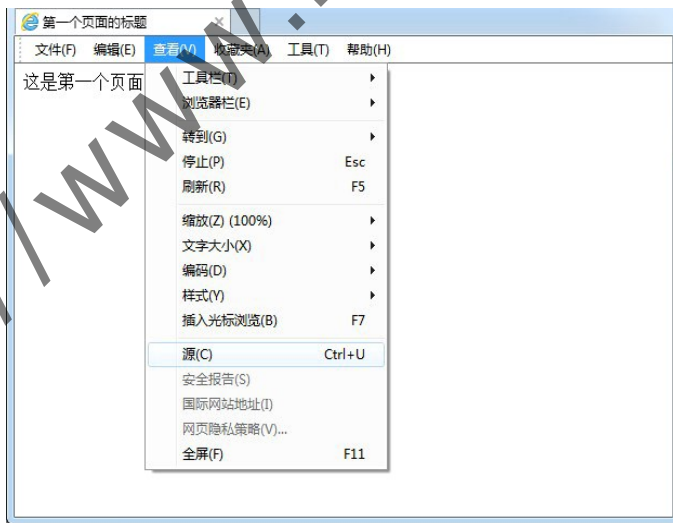 第一个页面的标题
文件(F) 编辑(E) 查看(V) 收藏夹(A) 工具(T) 帮助(H)
这是第一个页面
工具栏(T)
浏览器栏(E)
转到(G)
停止(P) Esc
刷新(R) F5
缩放(Z) (100%)
文字大小(X)
编码(D)
样式(Y)
插入光标浏览(B) F7
源(C) Ctrl+U
安全报告(S)
国际网站地址(I)
网页隐私策略(V)...
全屏(F) F11
//www.